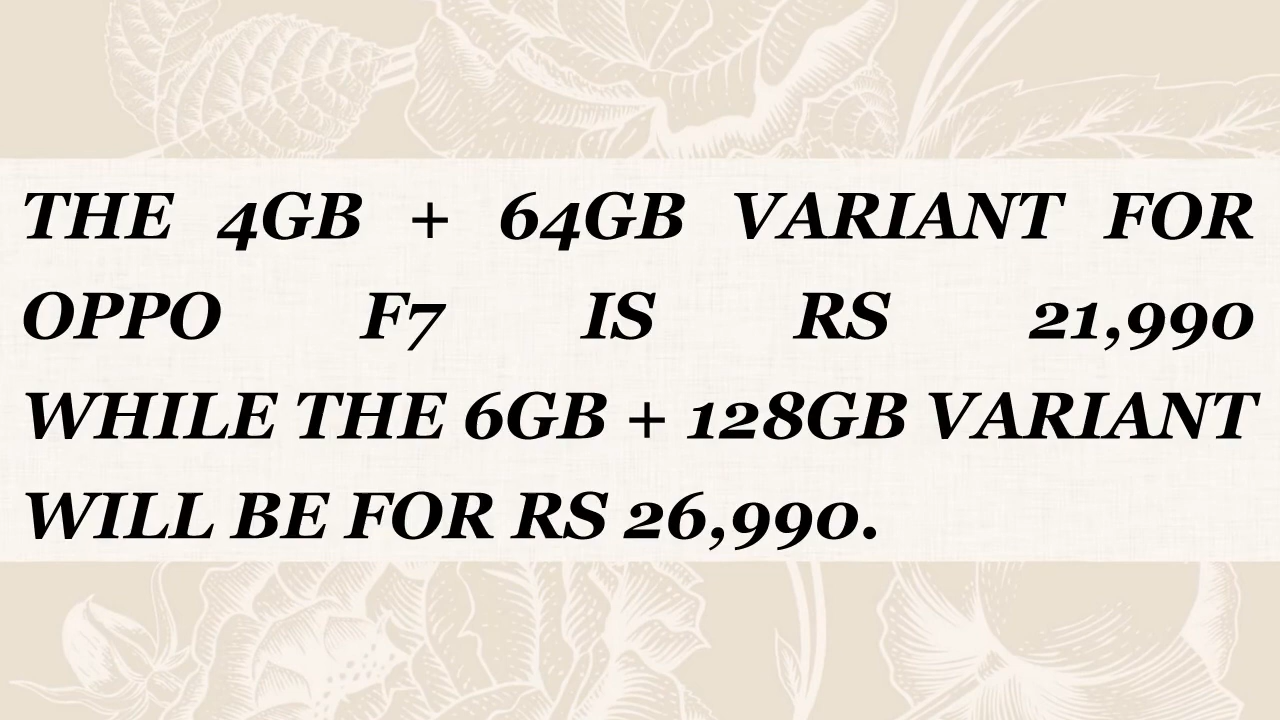 THE 4GB + 64GB VARIANT FOR
OPPO F7 IS RS 21,990
WHILE THE 6GB + 128GB VARIANT
WILL BE FOR RS 26,990.